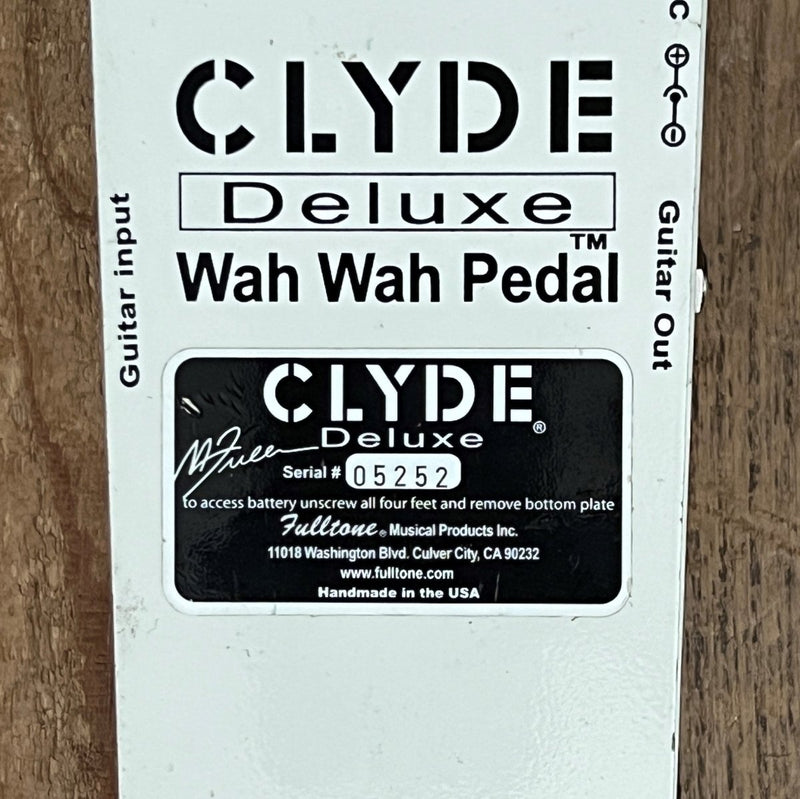 C
CLYDE
Deluxe
TM
Wah Wah Pedal
Guitar input
Guitar Out
CLYDE®
Deluxe
Serial # 05252
to access battery unscrew all four feet and remove bottom plate
Fulltone® Musical Products Inc.
11018 Washington Blvd. Culver City, CA 90232
www.fulltone.com
Handmade in the USA